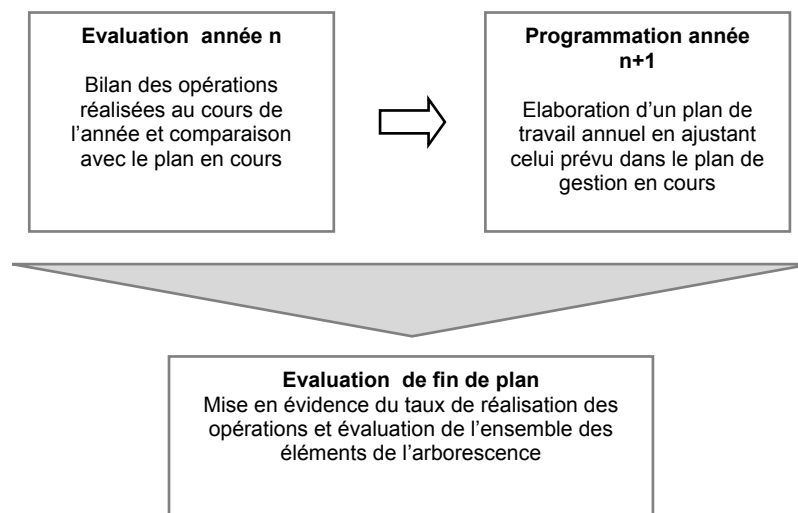 Evaluation  année n
Bilan des opérations
réalisées au cours de
l'année et comparaison
avec le plan en cours
Programmation année
n+1
Elaboration d'un plan de
travail annuel en ajustant
celui prévu dans le plan de
gestion en cours
Evaluation  de fin de plan
Mise en évidence du taux de réalisation des
opérations et évaluation de l'ensemble des
éléments de l'arborescence